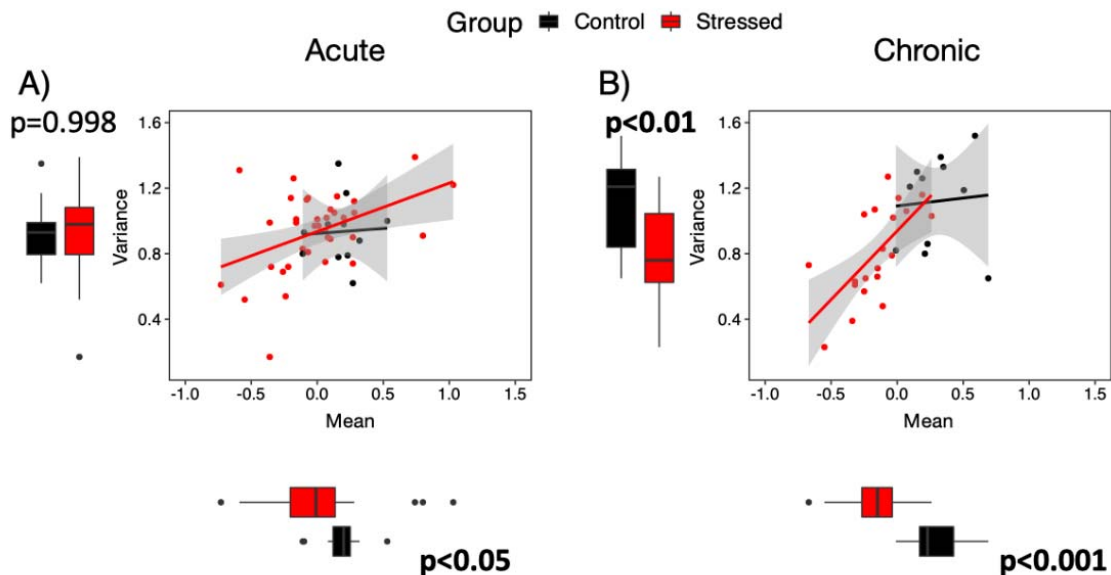 Group Control Stressed
Acute
Chronic
A)
p=0.998
B)
p<0.01
Variance
1.6
1.2
0.8
0.4
-1.0 -0.5 0.0 0.5 1.0 1.5
Mean
Variance
1.6
1.2
0.8
0.4
-1.0 -0.5 0.0 0.5 1.0 1.5
Mean
p<0.05
p<0.001